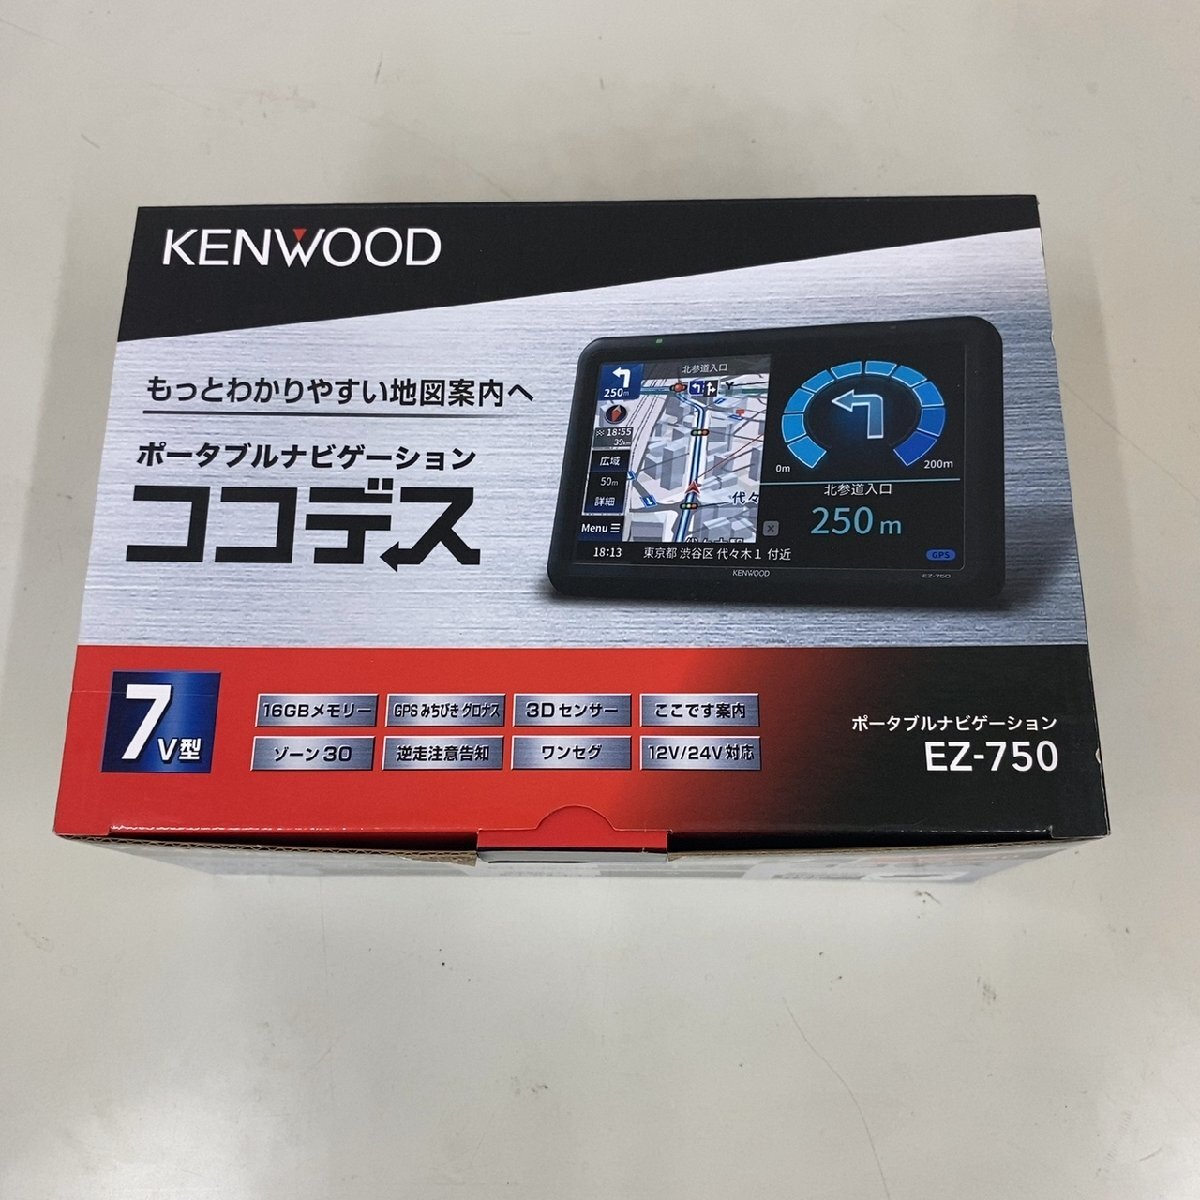 KENWOOD
もっとわかりやすい地図案内へ
ポータブルナビゲーション
ココデス
北参道入口
250m
18:55
広域
50m
詳細
Menu
代々
X
18:13 東京都 渋谷区 代々木1 付近
0m 200m
北参道入口
250m
GPS
KENWOOD
EZ-750
7V型
16GBメモリー GPS みちびき グロナス 3Dセンサー ここです案内
ゾーン30 逆走注意告知 ワンセグ 12V/24V対応
ポータブルナビゲーション
EZ-750